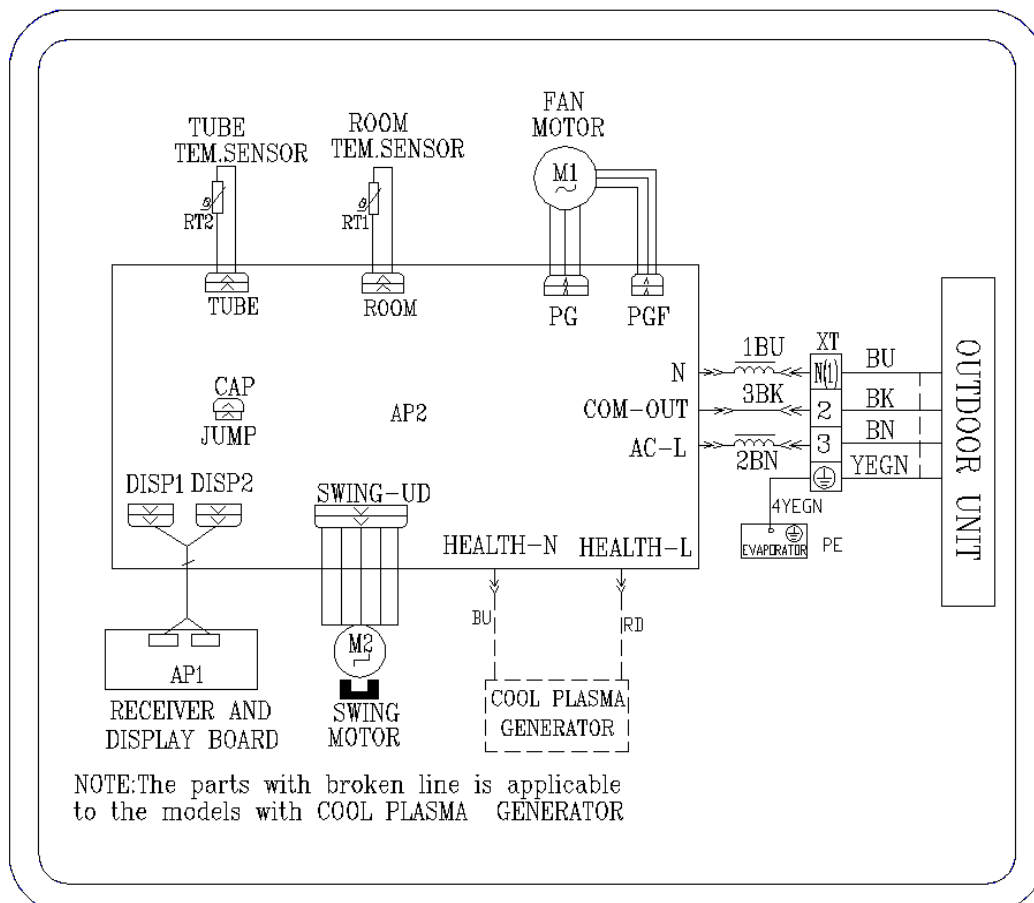 TUBE
TEM.SENSOR
RT2
TUBE
ROOM
TEM.SENSOR
RT1
ROOM
FAN
MOTOR
M1
PG
PGF
CAP
JUMP
AP2
N
COM-OUT
AC-L
1BU
3BK
2BN
XT
N(1)
2
3
BU
BK
BN
YEGN
OUTDOOR UNIT
4YEGN
EVAPORATOR
PE
DISP1
DISP2
SWING-UD
HEALTH-N
HEALTH-L
BU
RD
AP1
RECEIVER AND
DISPLAY BOARD
M2
SWING
MOTOR
COOL PLASMA
GENERATOR
NOTE:The parts with broken line is applicable
to the models with COOL PLASMA GENERATOR